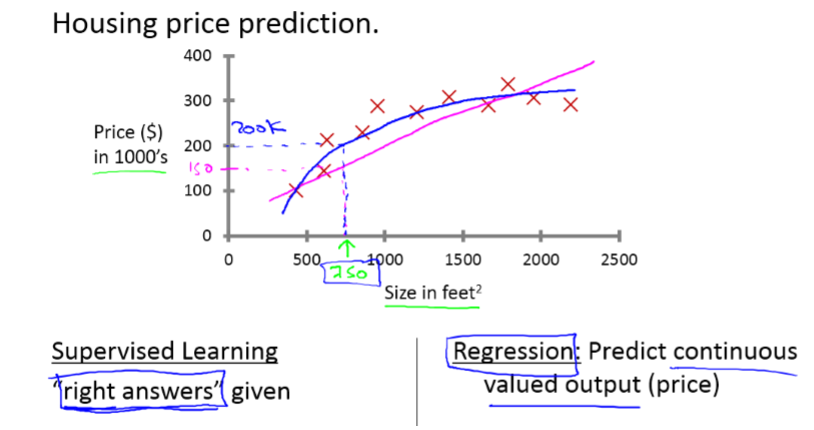 Housing price prediction.
400
300
200
100
0
Price ($)
in 1000's
200K
150
0
500
1000
1500
2000
2500
750
Size in feet²
Supervised Learning
"right answers" given
Regression: Predict continuous
valued output (price)